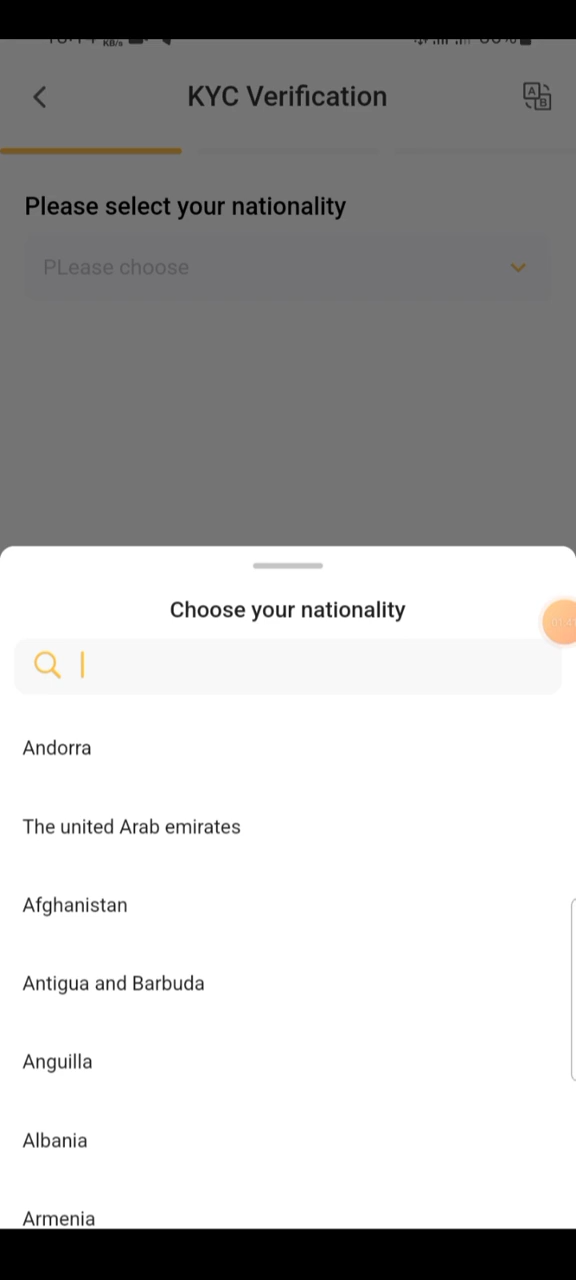 KB/s
KYC Verification
Please select your nationality
PLease choose
Choose your nationality
Andorra
The united Arab emirates
Afghanistan
Antigua and Barbuda
Anguilla
Albania
Armenia